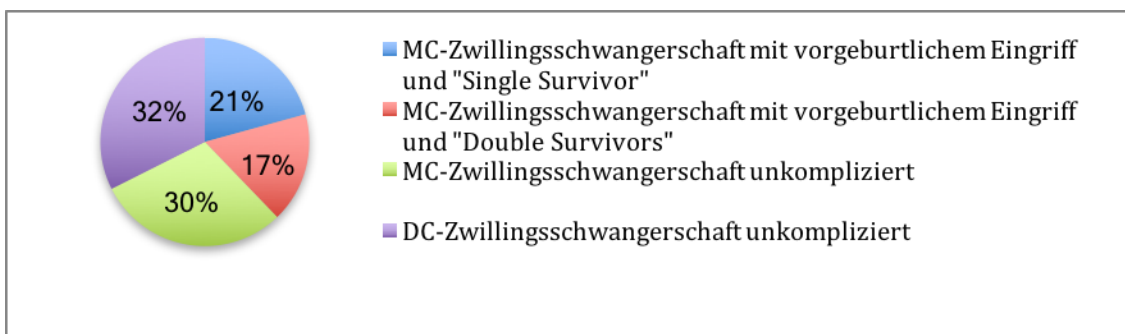 21%
17%
30%
32%
MC-Zwillingsschwangerschaft mit vorgeburtlichem Eingriff
und "Single Survivor"
MC-Zwillingsschwangerschaft mit vorgeburtlichem Eingriff
und "Double Survivors"
MC-Zwillingsschwangerschaft unkompliziert
DC-Zwillingsschwangerschaft unkompliziert